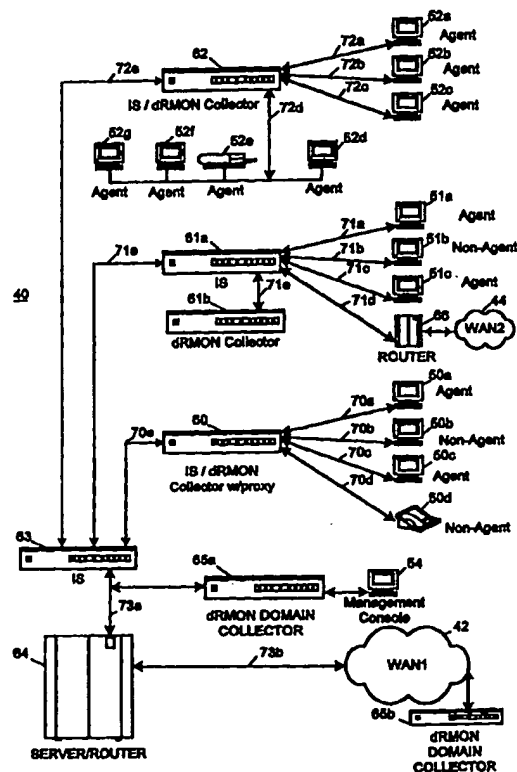 52a
Agent
72a
62
72e
52b
Agent
72b
72c
52c
Agent
IS / dRMON Collector
72d
52g
52f
52e
52d
Agent
Agent
Agent
Agent
51a
Agent
71a
61a
51b
Non-Agent
71b
71e
71c
51c
Agent
IS
71d
40
61b
71e
66
44
WAN2
dRMON Collector
ROUTER
50a
Agent
70a
60
50b
Non-Agent
70b
70e
70c
50c
Agent
IS / dRMON
Collector w/proxy
70d
50d
Non-Agent
63
IS
65a
54
73a
dRMON DOMAIN
COLLECTOR
Management
Console
42
64
73b
WAN1
65b
SERVER/ROUTER
dRMON
DOMAIN
COLLECTOR